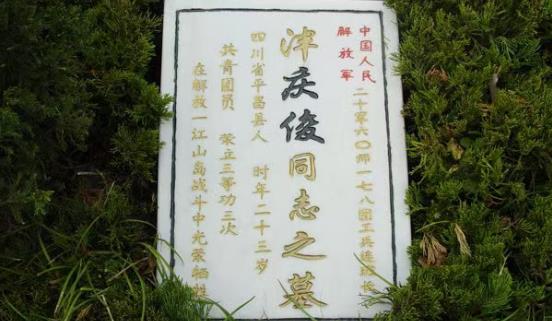 中国人民
解放军
二十军六〇师一七八团工兵连 长
津庆俊同志之墓
四川省平昌县人 时年二十三岁
共青团员 荣立三等功三次
在解放一江山岛战斗中光荣牺牲